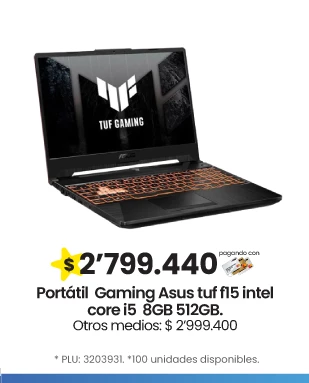 TUF GAMING
$ 2’799.440 pagando con
Portátil Gaming Asus tuf f15 intel
core i5 8GB 512GB.
Otros medios: $ 2’999.400
* PLU: 3203931. *100 unidades disponibles.